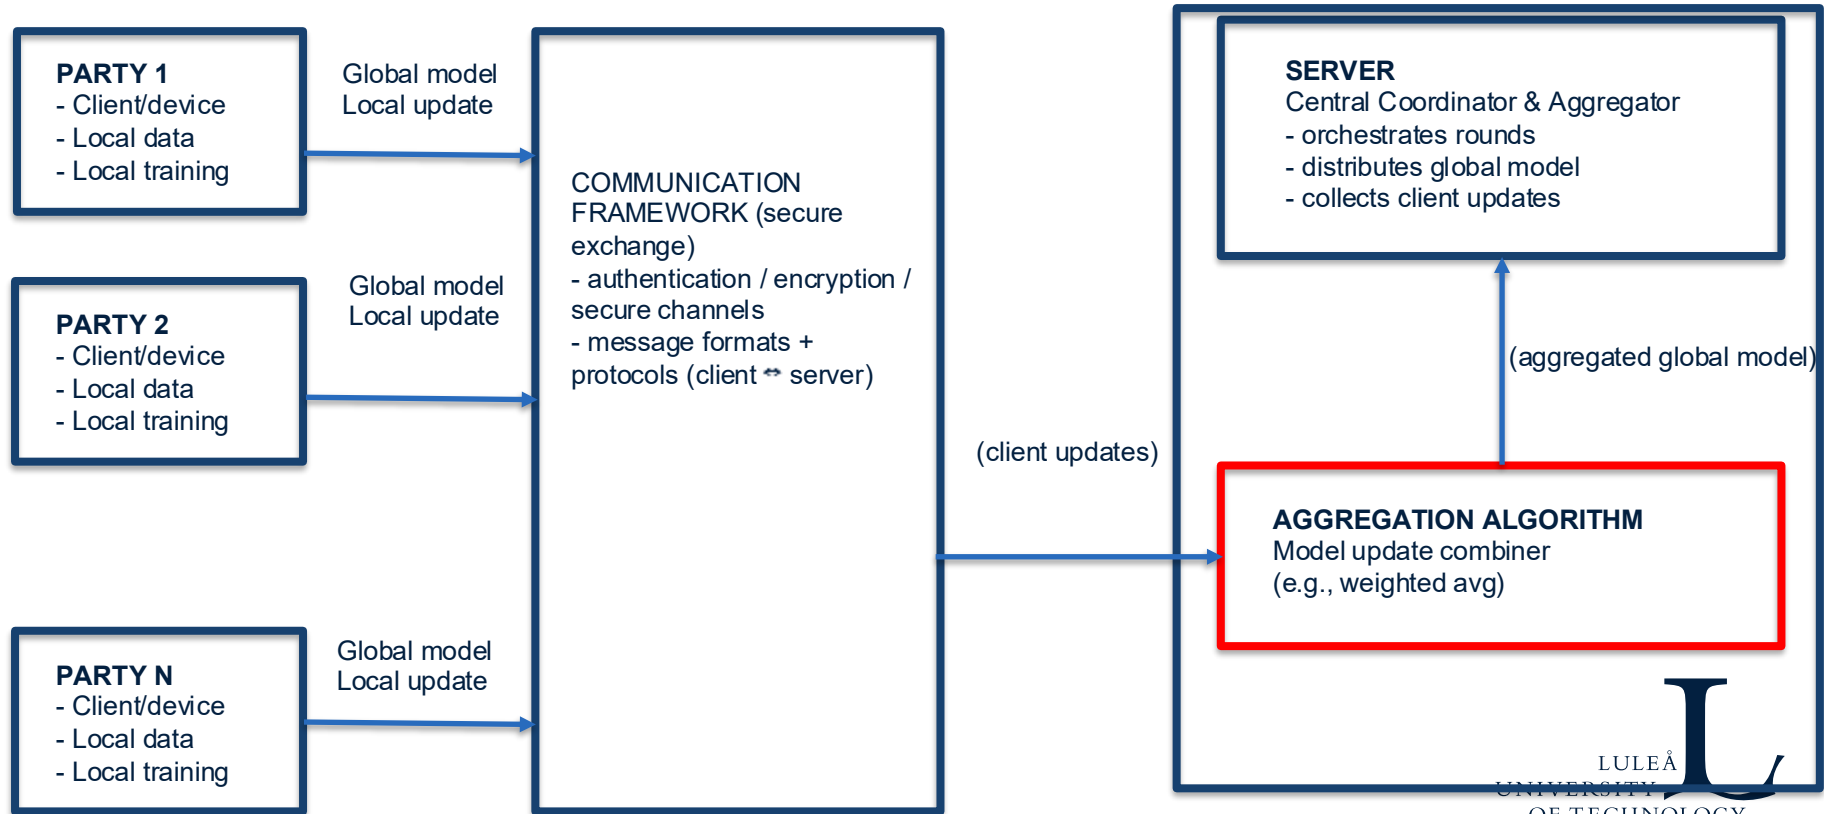 PARTY 1
- Client/device
- Local data
- Local training
Global model
Local update
PARTY 2
- Client/device
- Local data
- Local training
Global model
Local update
PARTY N
- Client/device
- Local data
- Local training
Global model
Local update
COMMUNICATION
FRAMEWORK (secure
exchange)
- authentication / encryption /
secure channels
- message formats +
protocols (client ⇔ server)
(client updates)
SERVER
Central Coordinator & Aggregator
- orchestrates rounds
- distributes global model
- collects client updates
(aggregated global model)
AGGREGATION ALGORITHM
Model update combiner
(e.g., weighted avg)
L
LULEÅ
UNIVERSITY
OF TECHNOLOGY